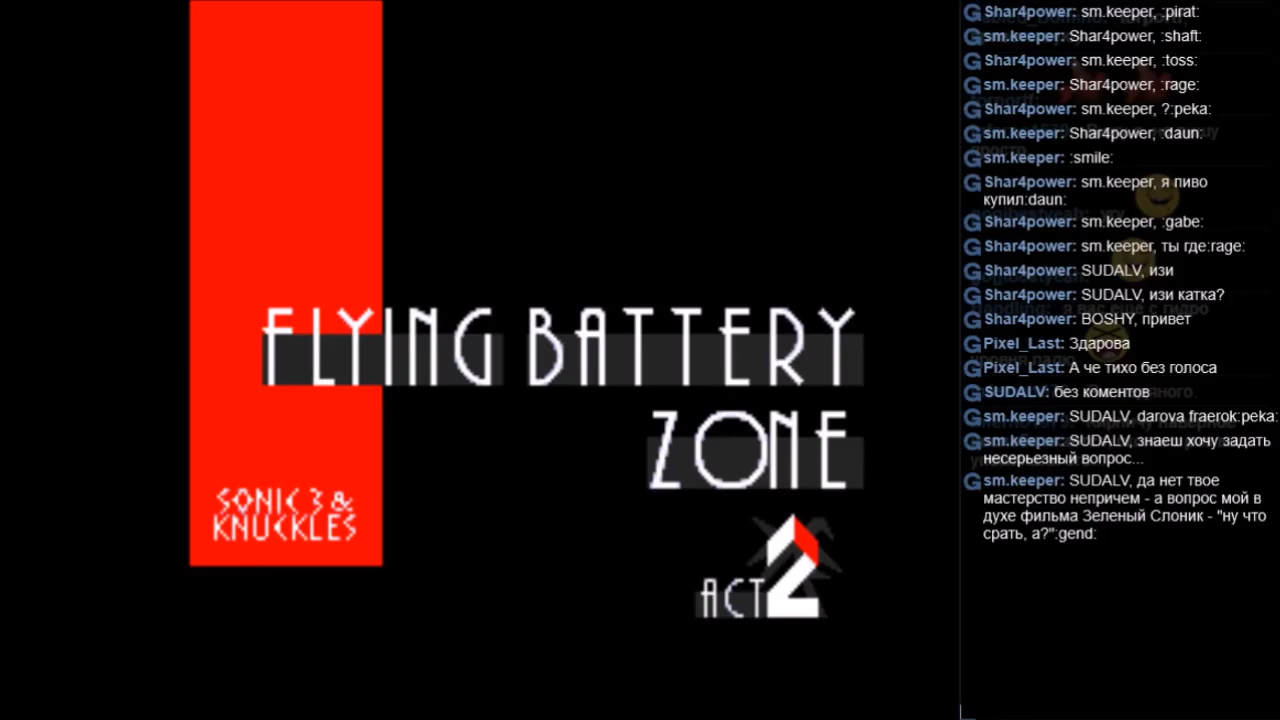 FLYING BATTERY
ZONE
SONIC 3 &
KNUCKLES
ACT 2
Shar4power: sm.keeper, :pirat:
sm.keeper: Shar4power, :shaft:
Shar4power: sm.keeper, :toss:
sm.keeper: Shar4power, :rage:
Shar4power: sm.keeper, ?:peka:
sm.keeper: Shar4power, :daun:
sm.keeper: :smile:
Shar4power: sm.keeper, я пиво
купил:daun:
Shar4power: sm.keeper, :gabe:
Shar4power: sm.keeper, ты где:rage:
Shar4power: SUDALV, изи
Shar4power: SUDALV, изи катка?
Shar4power: BOSHY, привет
Pixel_Last: Здарова
Pixel_Last: А че тихо без голоса
SUDALV: без коментов
sm.keeper: SUDALV, darova fraerok:peka:
sm.keeper: SUDALV, знаеш хочу задать
несерьезный вопрос...
sm.keeper: SUDALV, да нет твое
мастерство непричем - а вопрос мой в
духе фильма Зеленый Слоник - "ну что
срать, а?":gend: